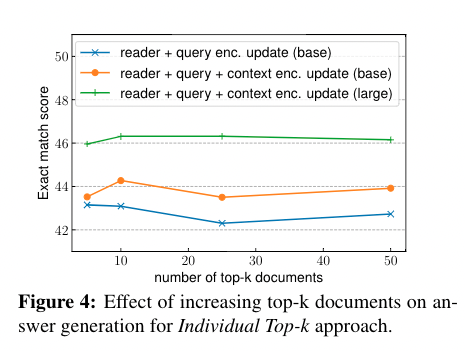 50
reader + query enc. update (base)
reader + query + context enc. update (base)
48
reader + query + context enc. update (large)
46
44
42
Exact match score
10
20
30
40
50
number of top-k documents
Figure 4: Effect of increasing top-k documents on an-
swer generation for Individual Top-k approach.